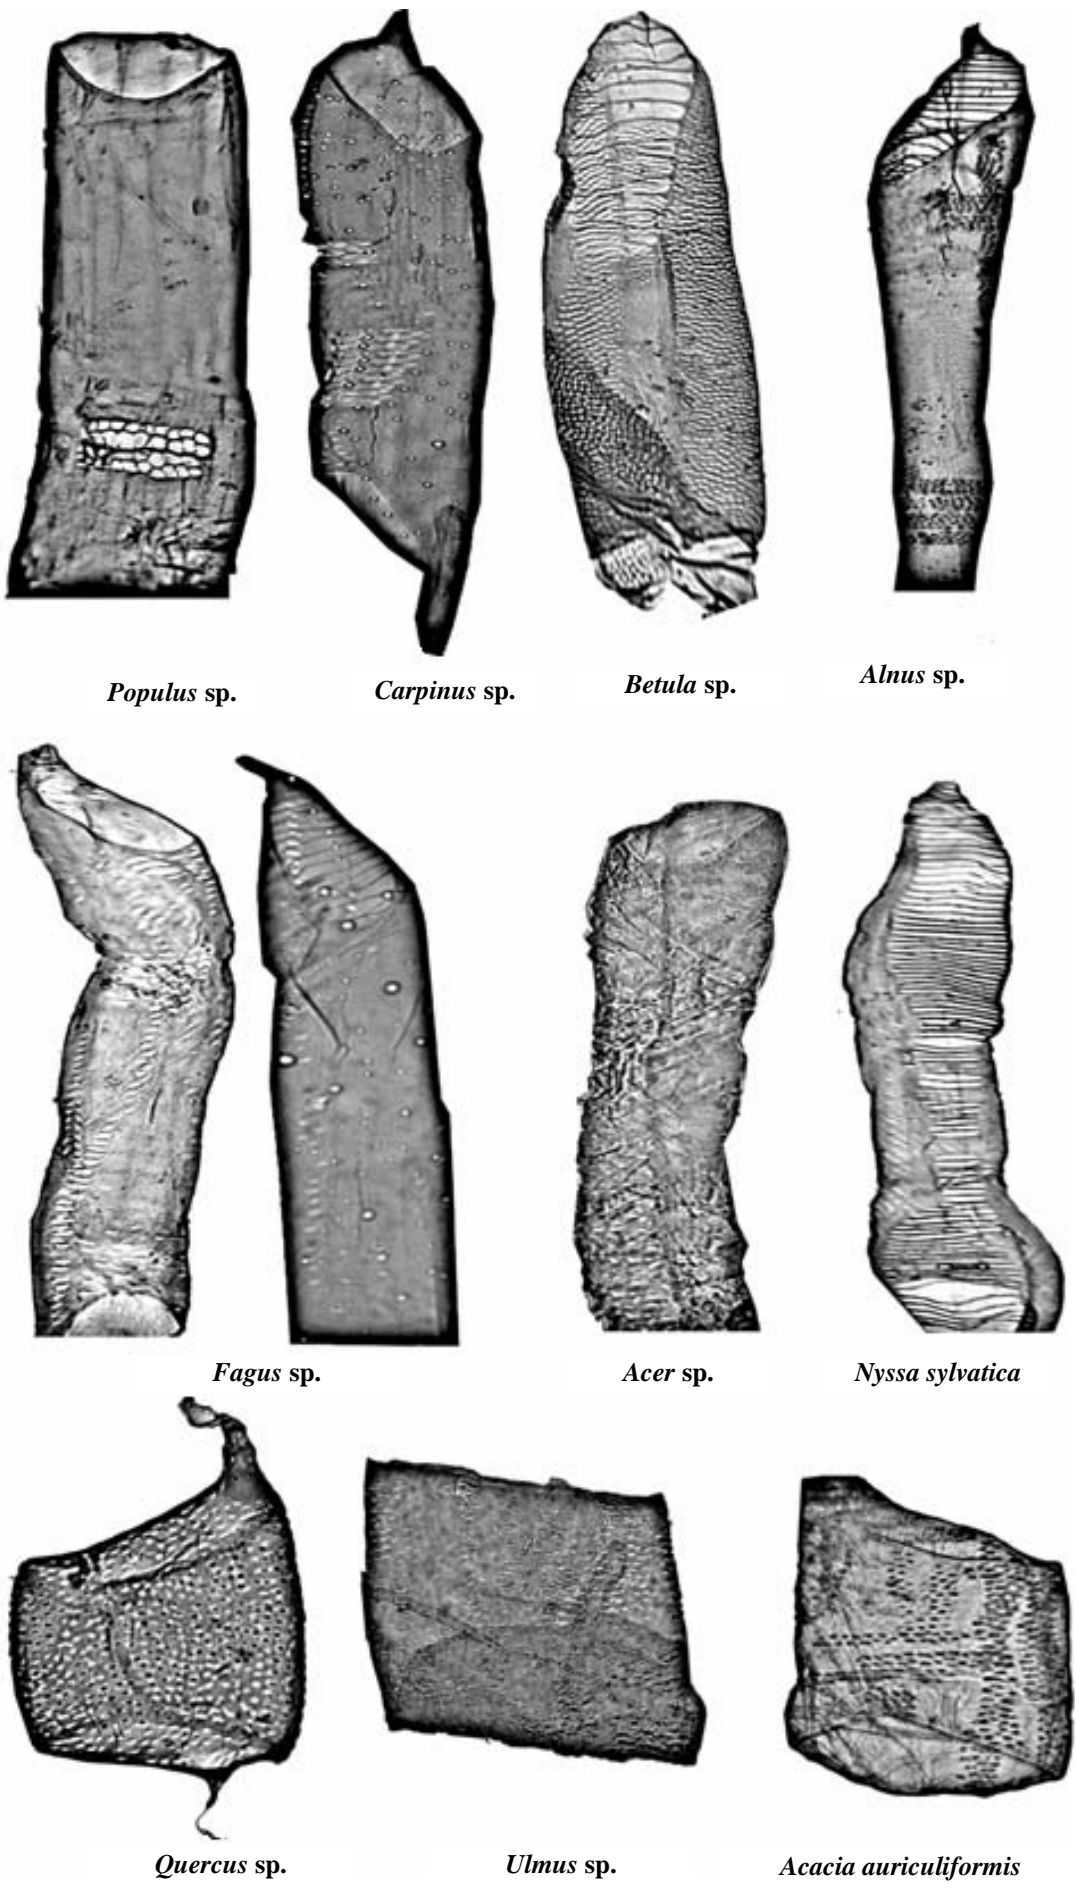 Populus sp.
Carpinus sp.
Betula sp.
Alnus sp.
Fagus sp.
Acer sp.
Nyssa sylvatica
Quercus sp.
Ulmus sp.
Acacia auriculiformis